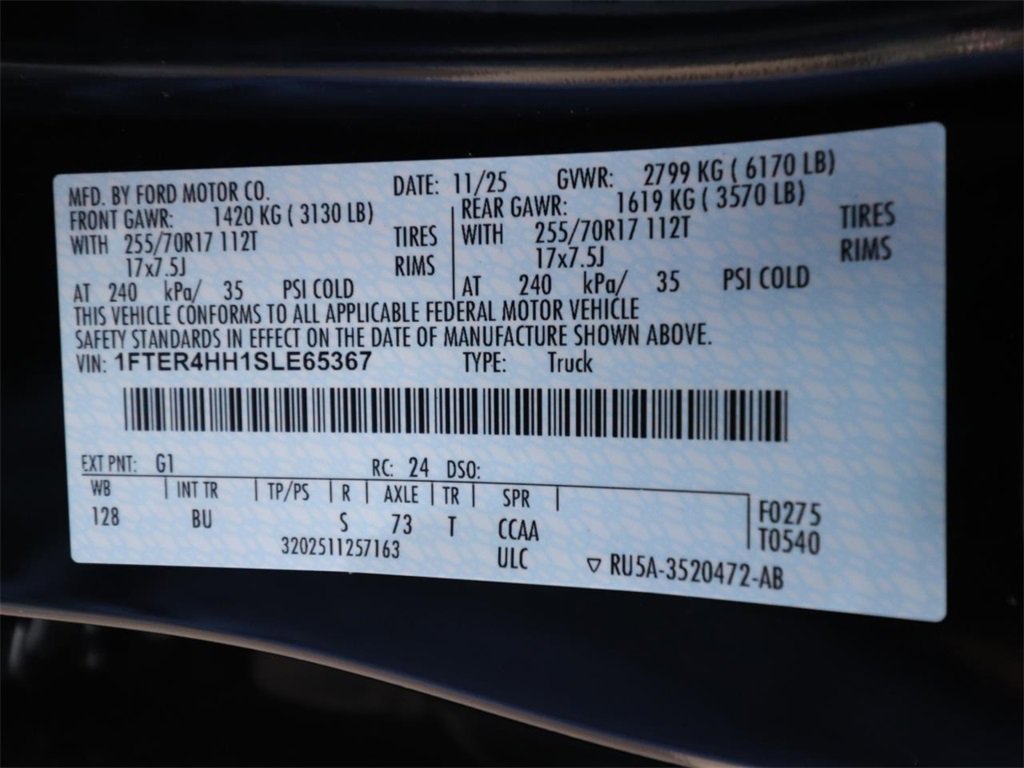 MFD. BY FORD MOTOR CO. DATE: 11/25 GVWR: 2799 KG ( 6170 LB)
FRONT GAWR: 1420 KG ( 3130 LB) REAR GAWR: 1619 KG ( 3570 LB)
WITH 255/70R17 112T TIRES WITH 255/70R17 112T TIRES
17x7.5J RIMS 17x7.5J RIMS
AT 240 kPa/ 35 PSI COLD AT 240 kPa/ 35 PSI COLD
THIS VEHICLE CONFORMS TO ALL APPLICABLE FEDERAL MOTOR VEHICLE
SAFETY STANDARDS IN EFFECT ON THE DATE OF MANUFACTURE SHOWN ABOVE.
VIN: 1FTER4HH1SLE65367 TYPE: Truck
EXT PNT: G1 RC: 24 DSO:
WB INT TR TP/PS R AXLE TR SPR F0275
128 BU S 73 T CCAA T0540
3202511257163 ULC ▽ RU5A-3520472-AB